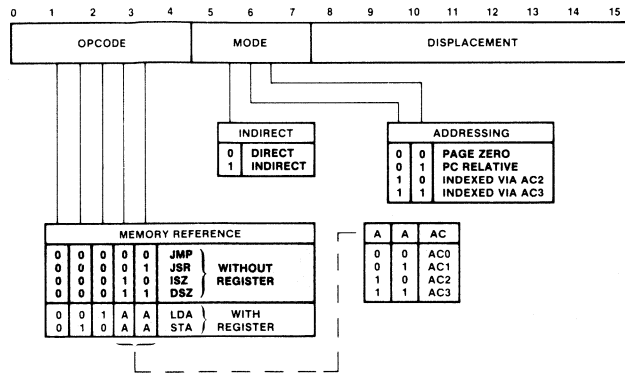 0 1 2 3 4 5 6 7 8 9 10 11 12 13 14 15
OPCODE MODE DISPLACEMENT
INDIRECT
0 DIRECT
1 INDIRECT
ADDRESSING
0 0 PAGE ZERO
0 1 PC RELATIVE
1 0 INDEXED VIA AC2
1 1 INDEXED VIA AC3
MEMORY REFERENCE
0 0 0 0 0 JMP
0 0 0 0 1 JSR
0 0 0 1 0 ISZ
0 0 0 1 1 DSZ
WITHOUT
REGISTER
0 0 1 A A LDA
0 1 0 A A STA
WITH
REGISTER
A A AC
0 0 AC0
0 1 AC1
1 0 AC2
1 1 AC3